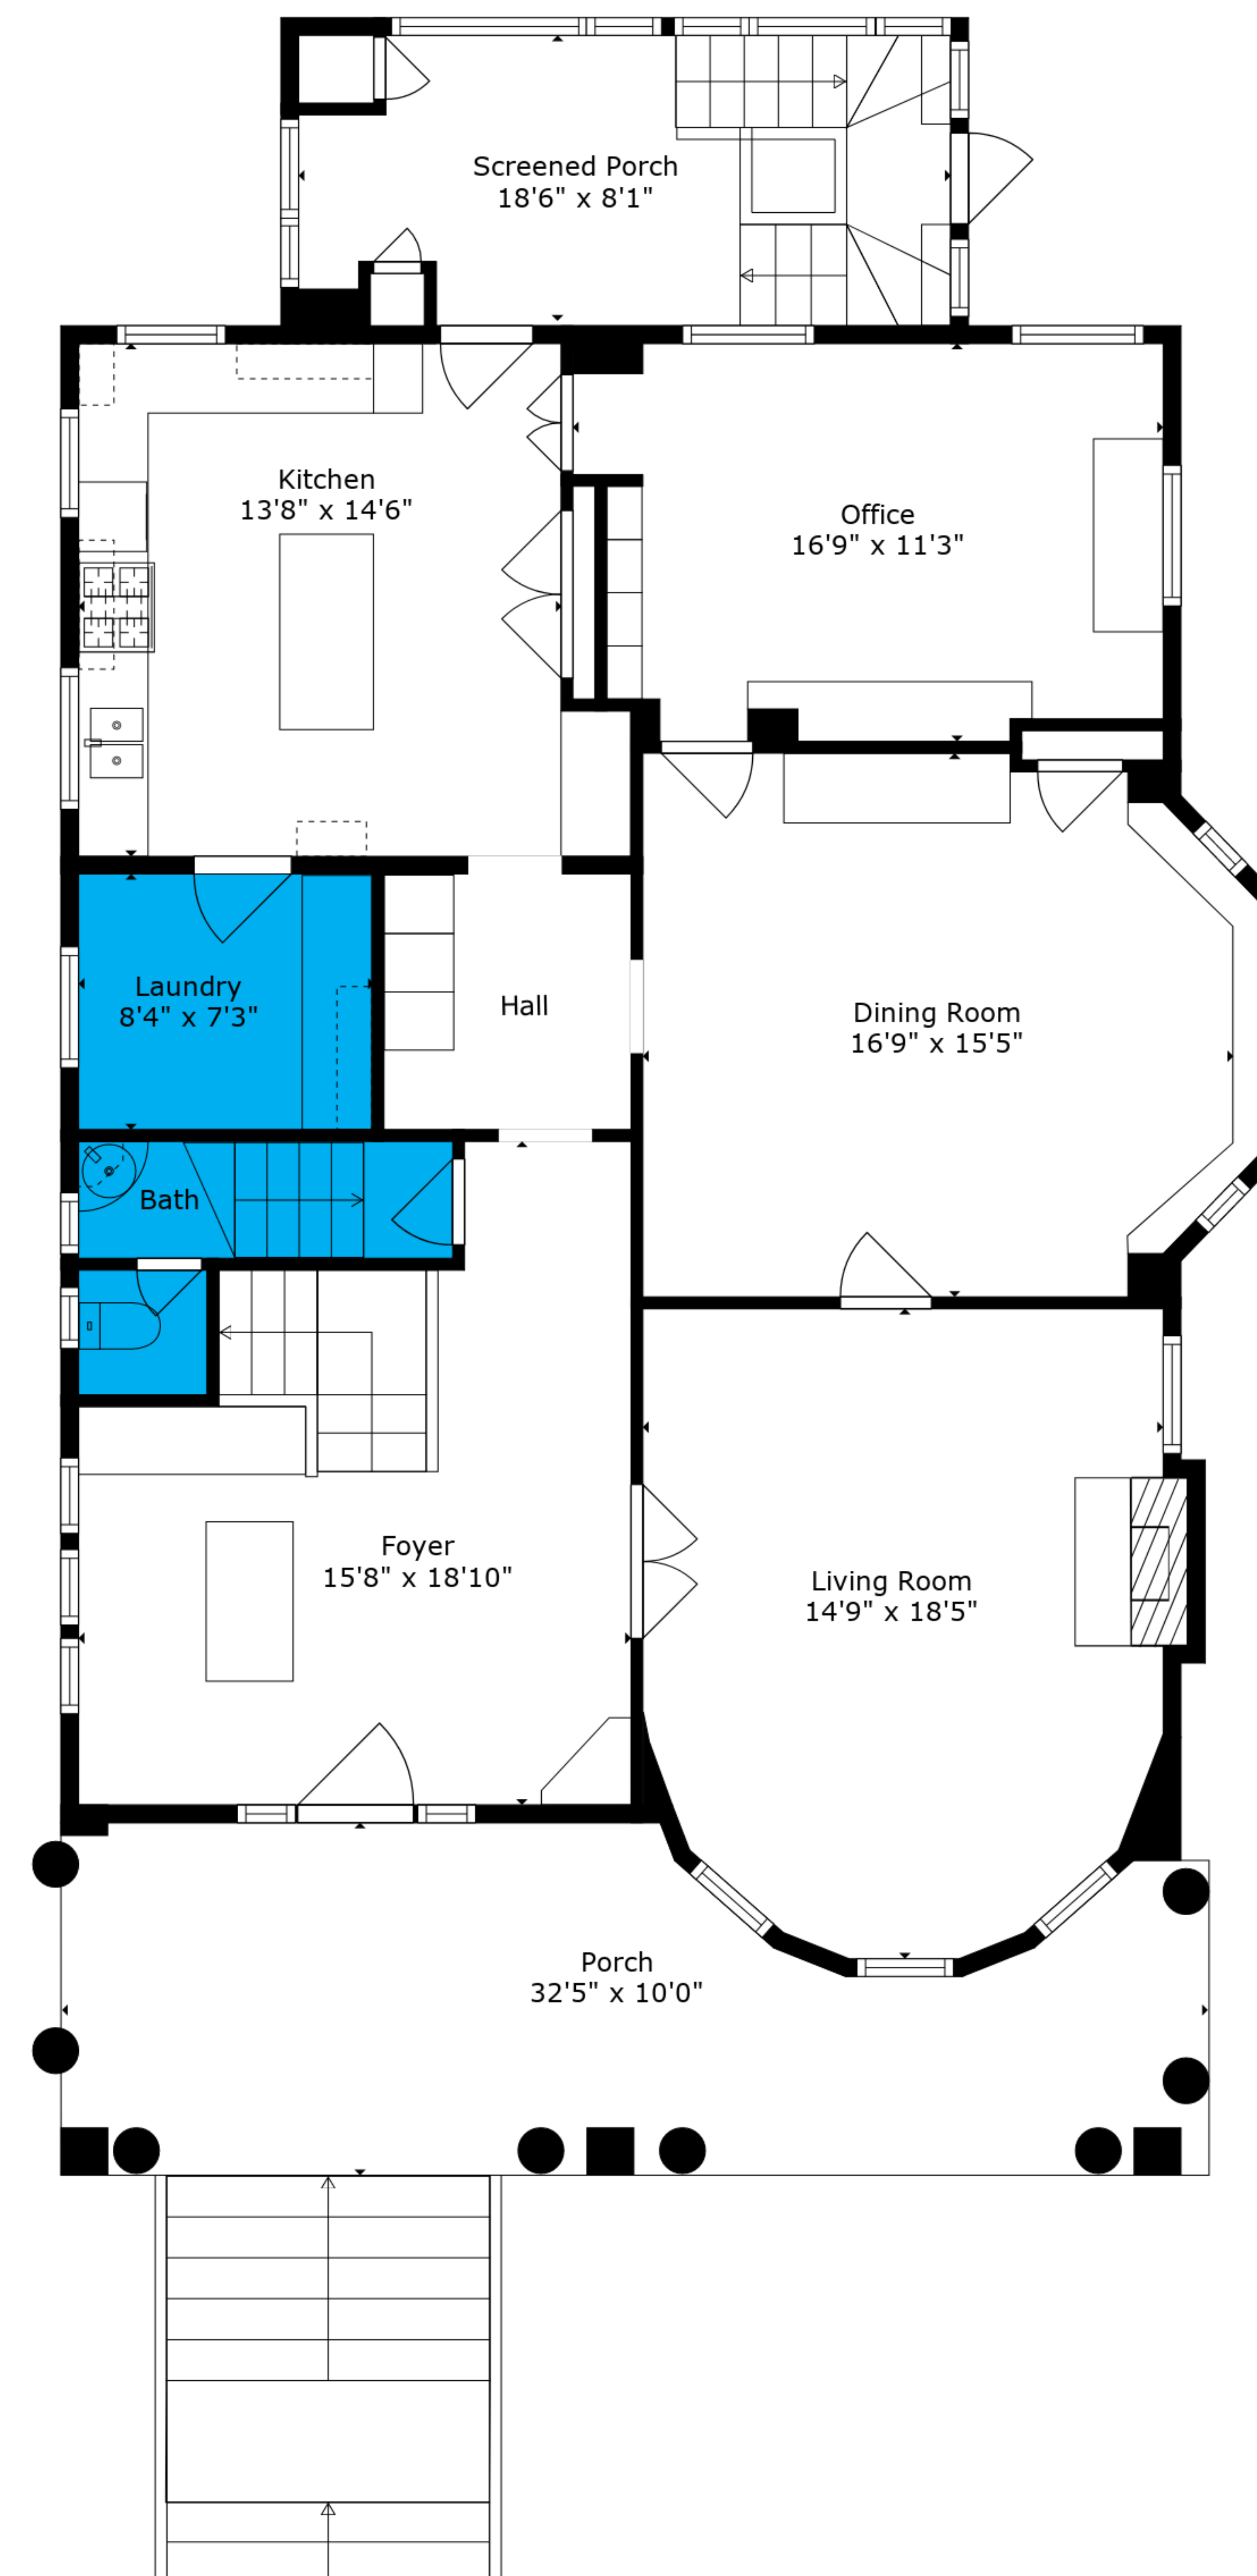 Screened Porch
18'6" x 8'1"
Kitchen
13'8" x 14'6"
Office
16'9" x 11'3"
Laundry
8'4" x 7'3"
Hall
Dining Room
16'9" x 15'5"
Bath
Foyer
15'8" x 18'10"
Living Room
14'9" x 18'5"
Porch
32'5" x 10'0"